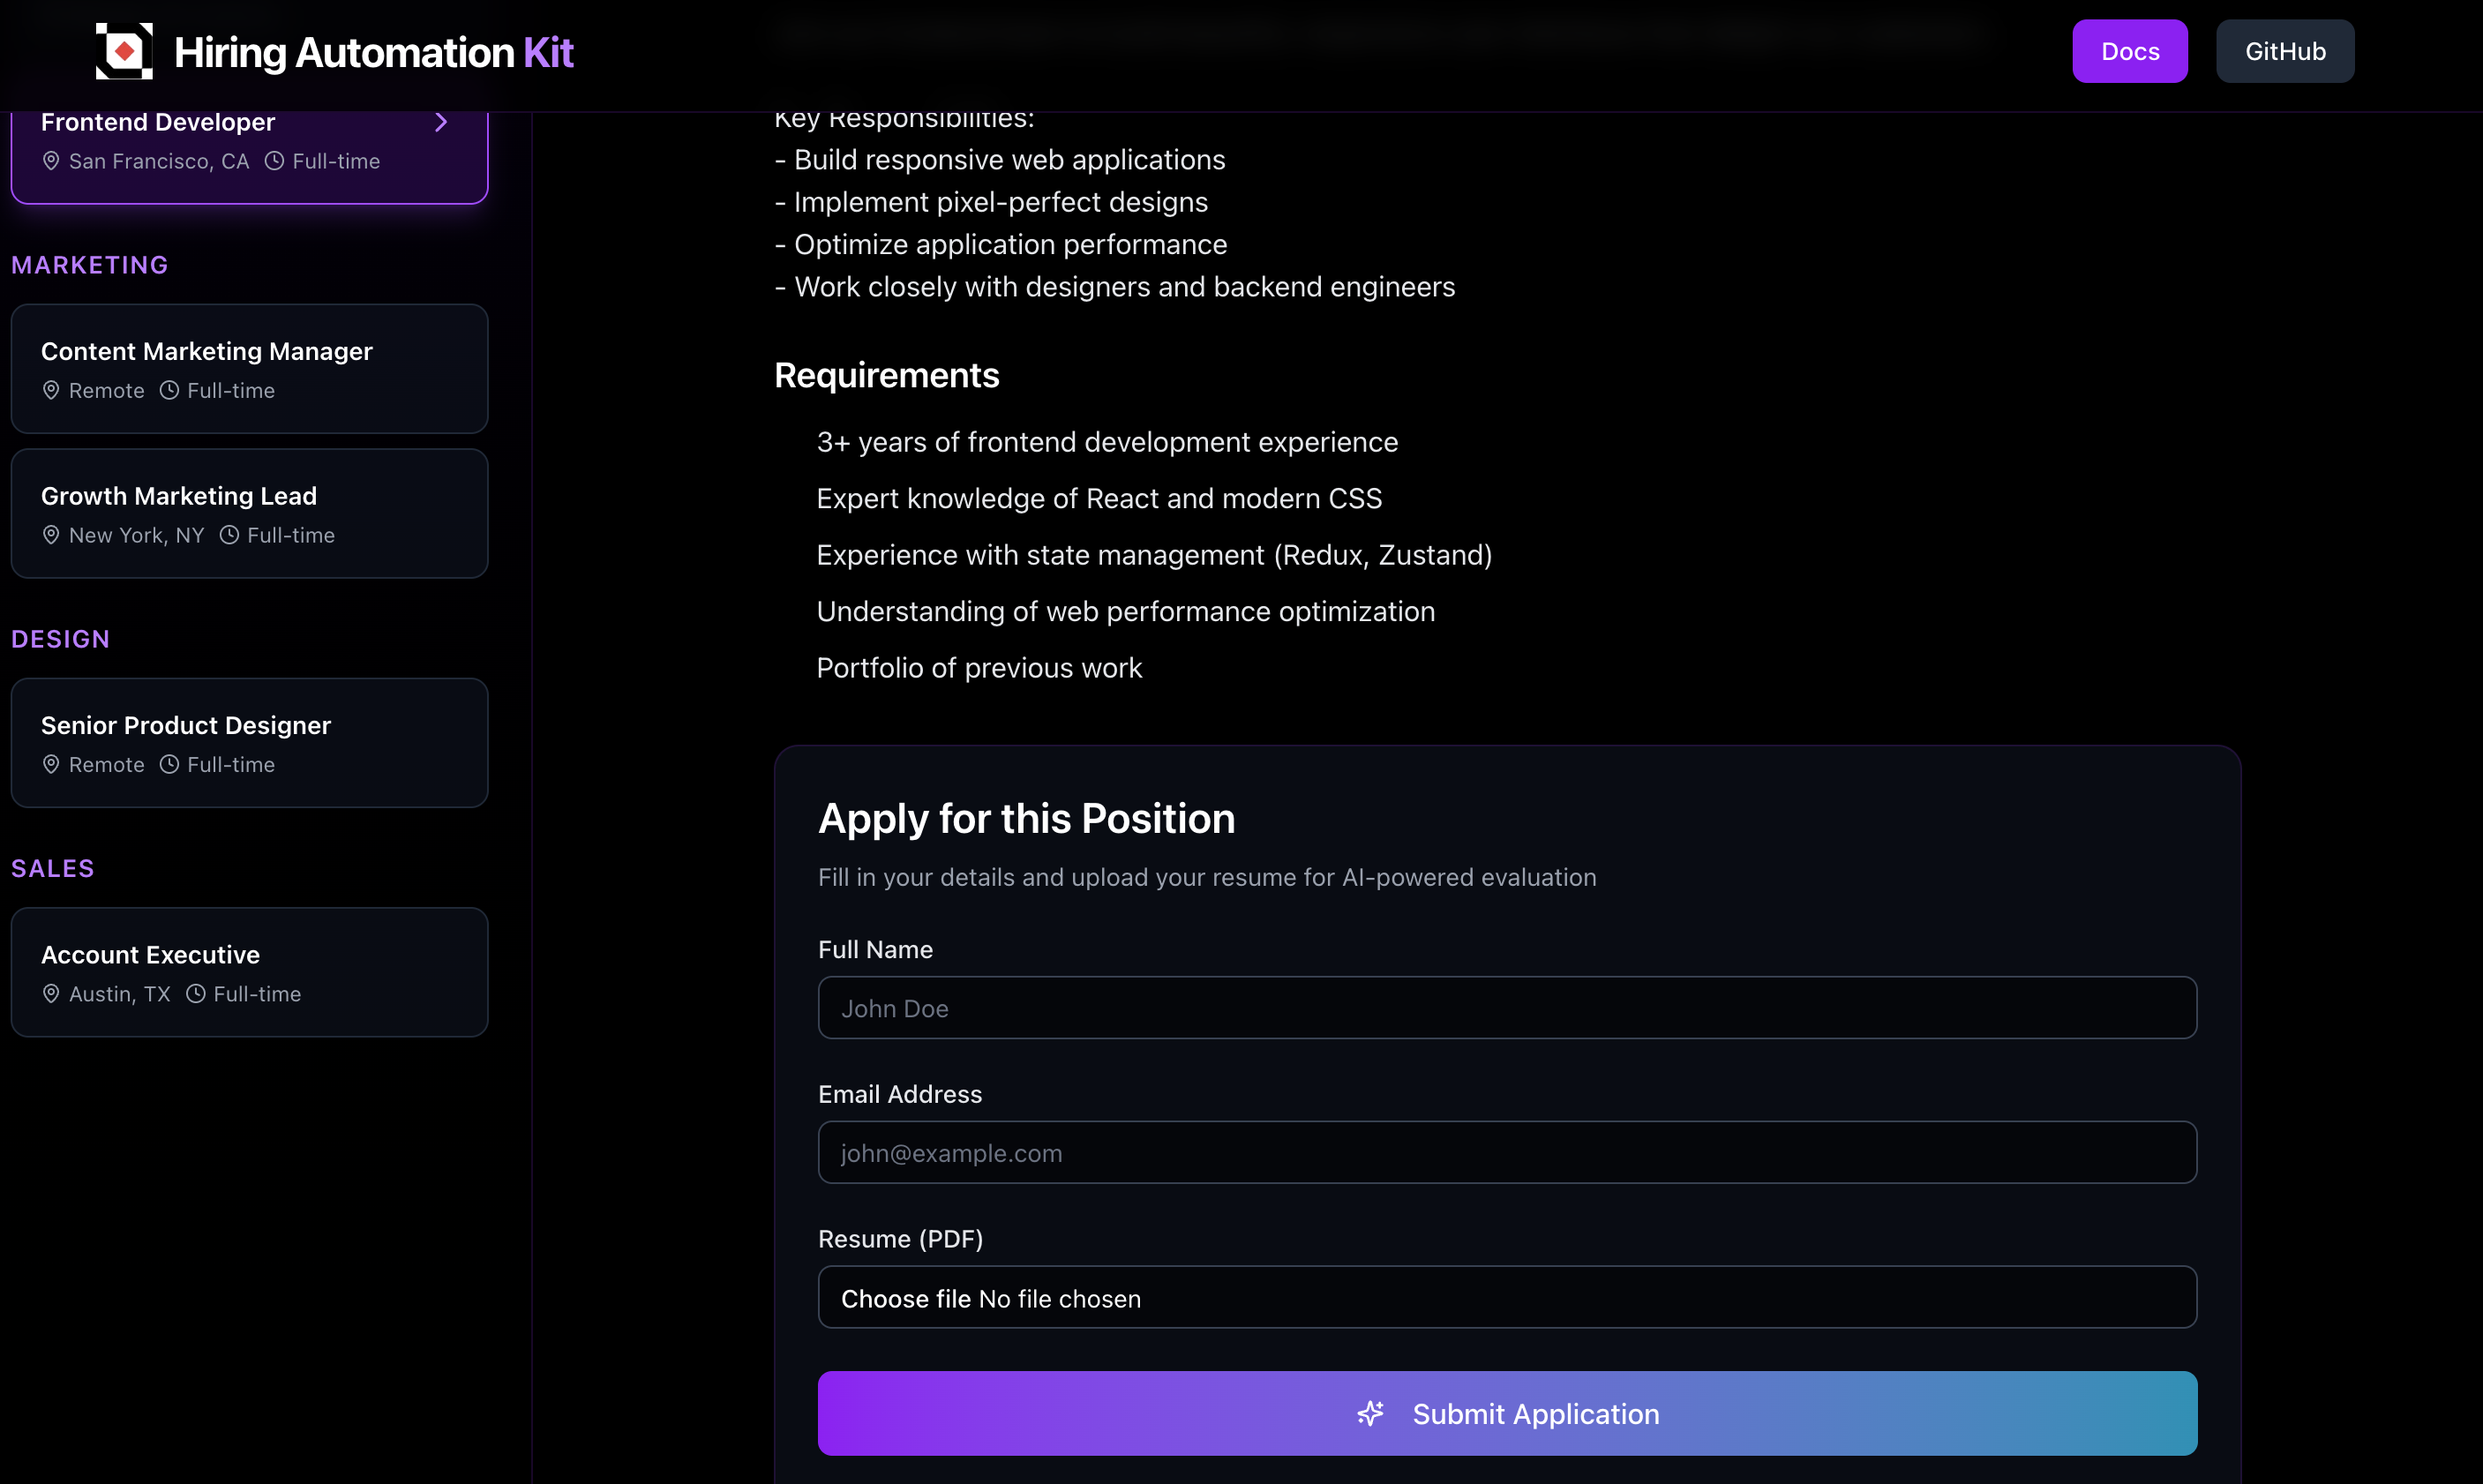 Hiring Automation Kit
Docs
GitHub
Frontend Developer
San Francisco, CA Full-time
MARKETING
Content Marketing Manager
Remote Full-time
Growth Marketing Lead
New York, NY Full-time
DESIGN
Senior Product Designer
Remote Full-time
SALES
Account Executive
Austin, TX Full-time
Key Responsibilities:
- Build responsive web applications
- Implement pixel-perfect designs
- Optimize application performance
- Work closely with designers and backend engineers
Requirements
3+ years of frontend development experience
Expert knowledge of React and modern CSS
Experience with state management (Redux, Zustand)
Understanding of web performance optimization
Portfolio of previous work
Apply for this Position
Fill in your details and upload your resume for AI-powered evaluation
Full Name
John Doe
Email Address
john@example.com
Resume (PDF)
Choose file No file chosen
Submit Application